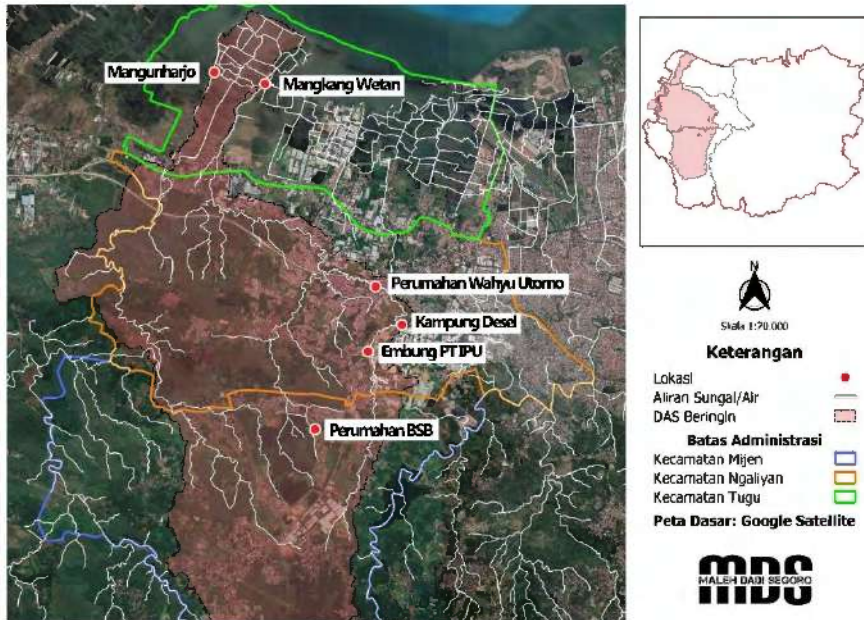 Mangunharjo
Mangkang Wetan
Perumahan Wahyu Utomo
Kampung Desel
Embung PT IPU
Perumahan BSB
N
Skala 1:70.000
Keterangan
Lokasi
Aliran Sungai/Air
DAS Beringin
Batas Administrasi
Kecamatan Mijen
Kecamatan Ngaliyan
Kecamatan Tugu
Peta Dasar: Google Satellite
MDS
MALEH DADI SEGORO